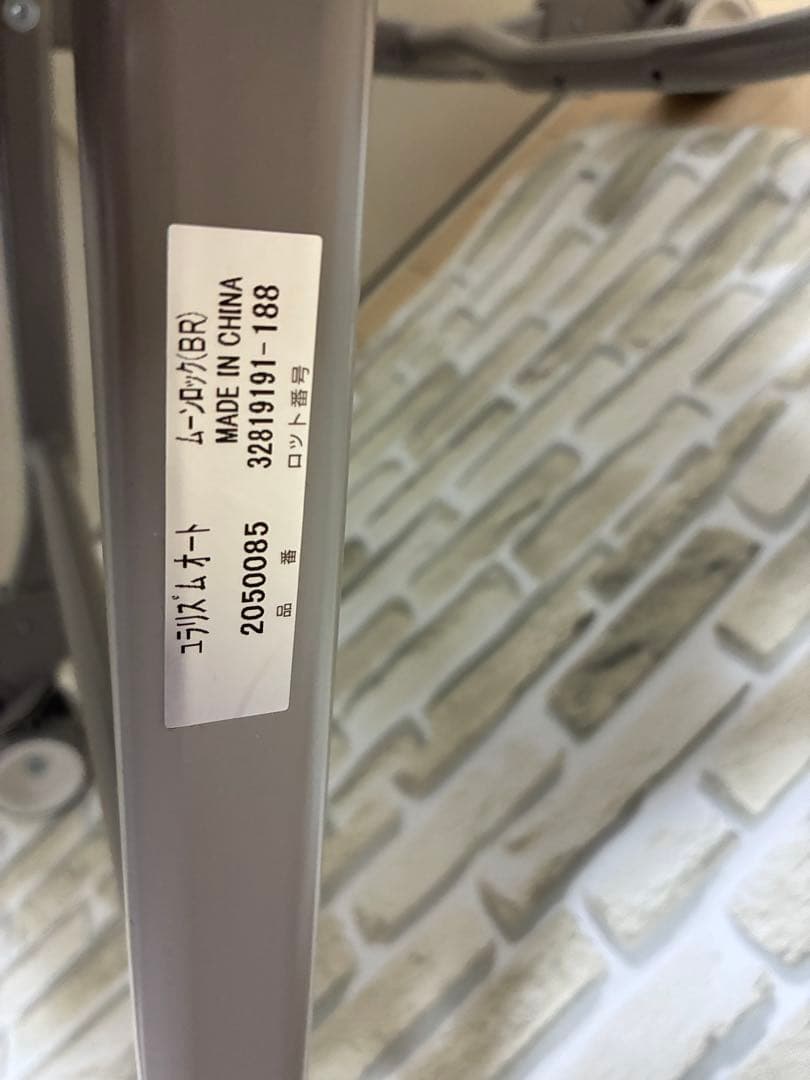 ユラリズム オート ムーンロック(BR)
MADE IN CHINA
2050085 32819191-188
品 番 ロット番号